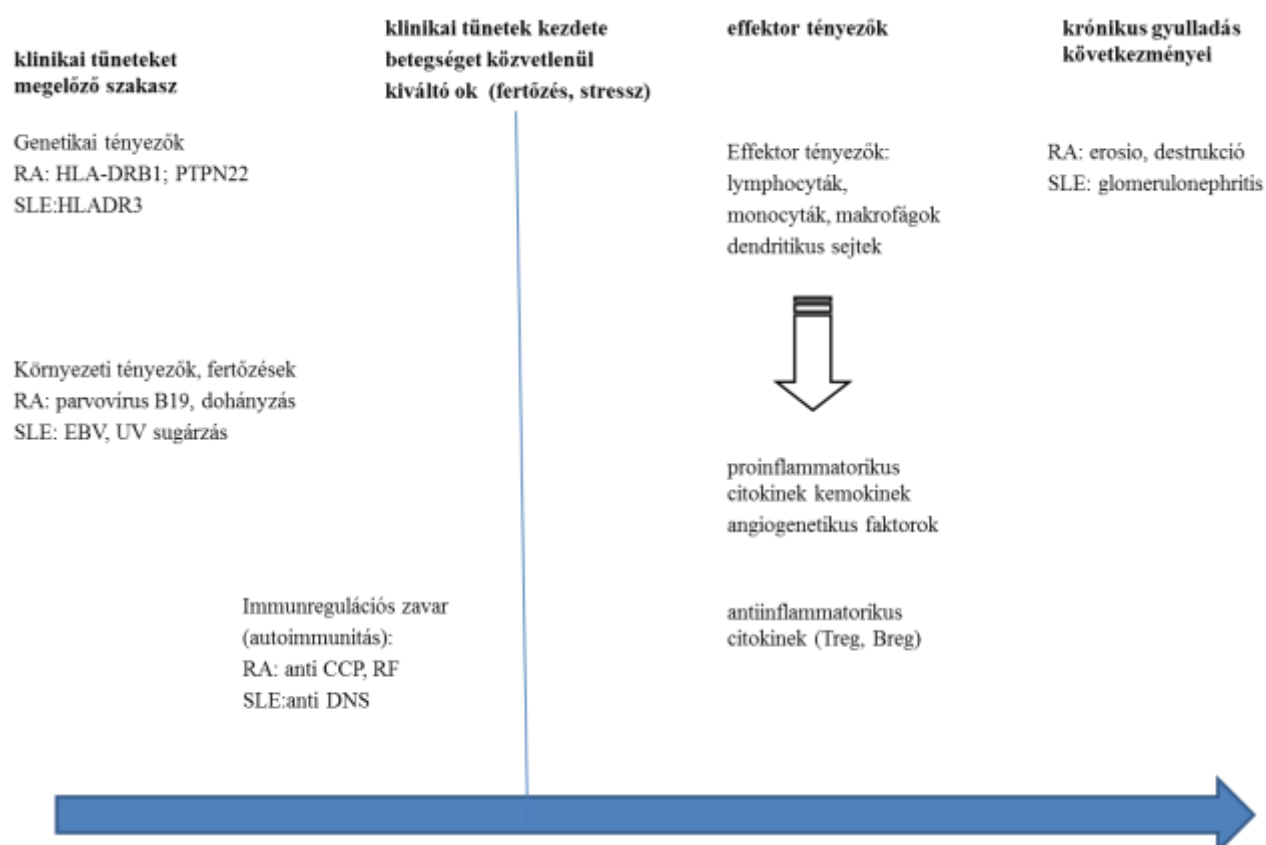 klinikai tüneteket
megelőző szakasz
Genetikai tényezők
RA: HLA-DRB1; PTPN22
SLE:HLADR3
Környezeti tényezők, fertőzések
RA: parvovírus B19, dohányzás
SLE: EBV, UV sugárzás
Immunregulációs zavar
(autoimmunitás):
RA: anti CCP, RF
SLE:anti DNS
klinikai tünetek kezdete
betegséget közvetlenül
kiváltó ok (fertőzés, stressz)
effektor tényezők
Effektor tényezők:
lymphocyták,
monocyták, makrofágok
dendritikus sejtek
proinflammatorikus
citokinek kemokinek
angiogenetikus faktorok
antiinflammatorikus
citokinek (Treg, Breg)
krónikus gyulladás
következményei
RA: erosio, destrukció
SLE: glomerulonephritis